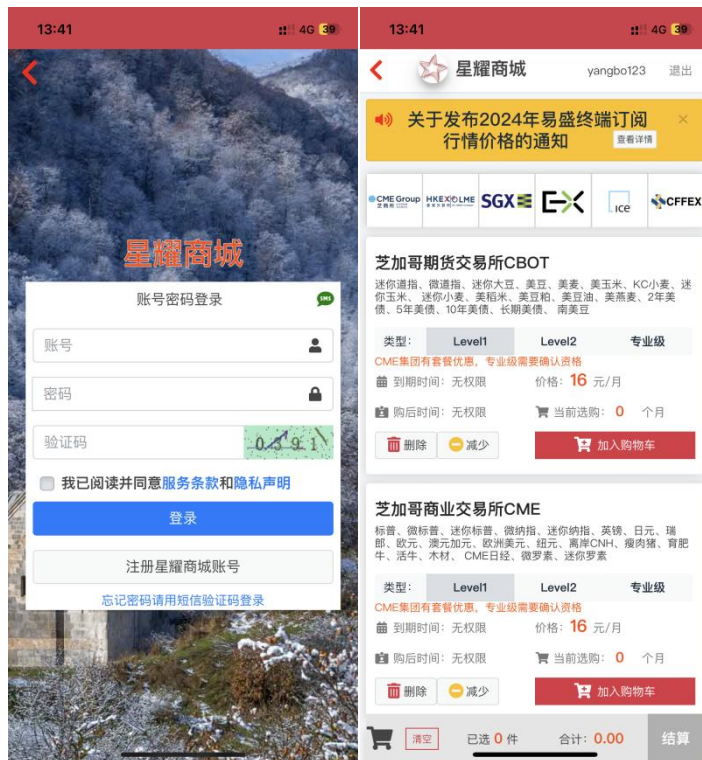 13:41
4G 39
星耀商城
账号密码登录
SMS
账号
密码
验证码
0391
我已阅读并同意服务条款和隐私声明
登录
注册星耀商城账号
忘记密码请用短信验证码登录
13:41
4G 39
星耀商城
yangbo123
退出
关于发布2024年易盛终端订阅
行情价格的通知
查看详情
CME Group
芝商所
HKEX LME
SGX
ICE
CFFEX
芝加哥期货交易所CBOT
迷你道指、微道指、迷你大豆、美豆、美麦、美玉米、KC小麦、迷
你玉米、 迷你小麦、美稻米、美豆粕、美豆油、美燕麦、2年美
债、5年美债、10年美债、长期美债、 南美豆
类型: Level1 Level2 专业级
CME集团有套餐优惠，专业级需要确认资格
到期时间: 无权限 价格: 16 元/月
购后时间: 无权限 当前选购: 0 个月
删除 减少 加入购物车
芝加哥商业交易所CME
标普、微标普、迷你标普、微纳指、迷你纳指、英镑、日元、瑞
郎、欧元、澳元加元、欧洲美元、纽元、离岸CNH、瘦肉猪、育肥
牛、活牛、木材、 CME日经、微罗素、迷你罗素
类型: Level1 Level2 专业级
CME集团有套餐优惠，专业级需要确认资格
到期时间: 无权限 价格: 16 元/月
购后时间: 无权限 当前选购: 0 个月
删除 减少 加入购物车
清空 已选 0 件 合计: 0.00 结算